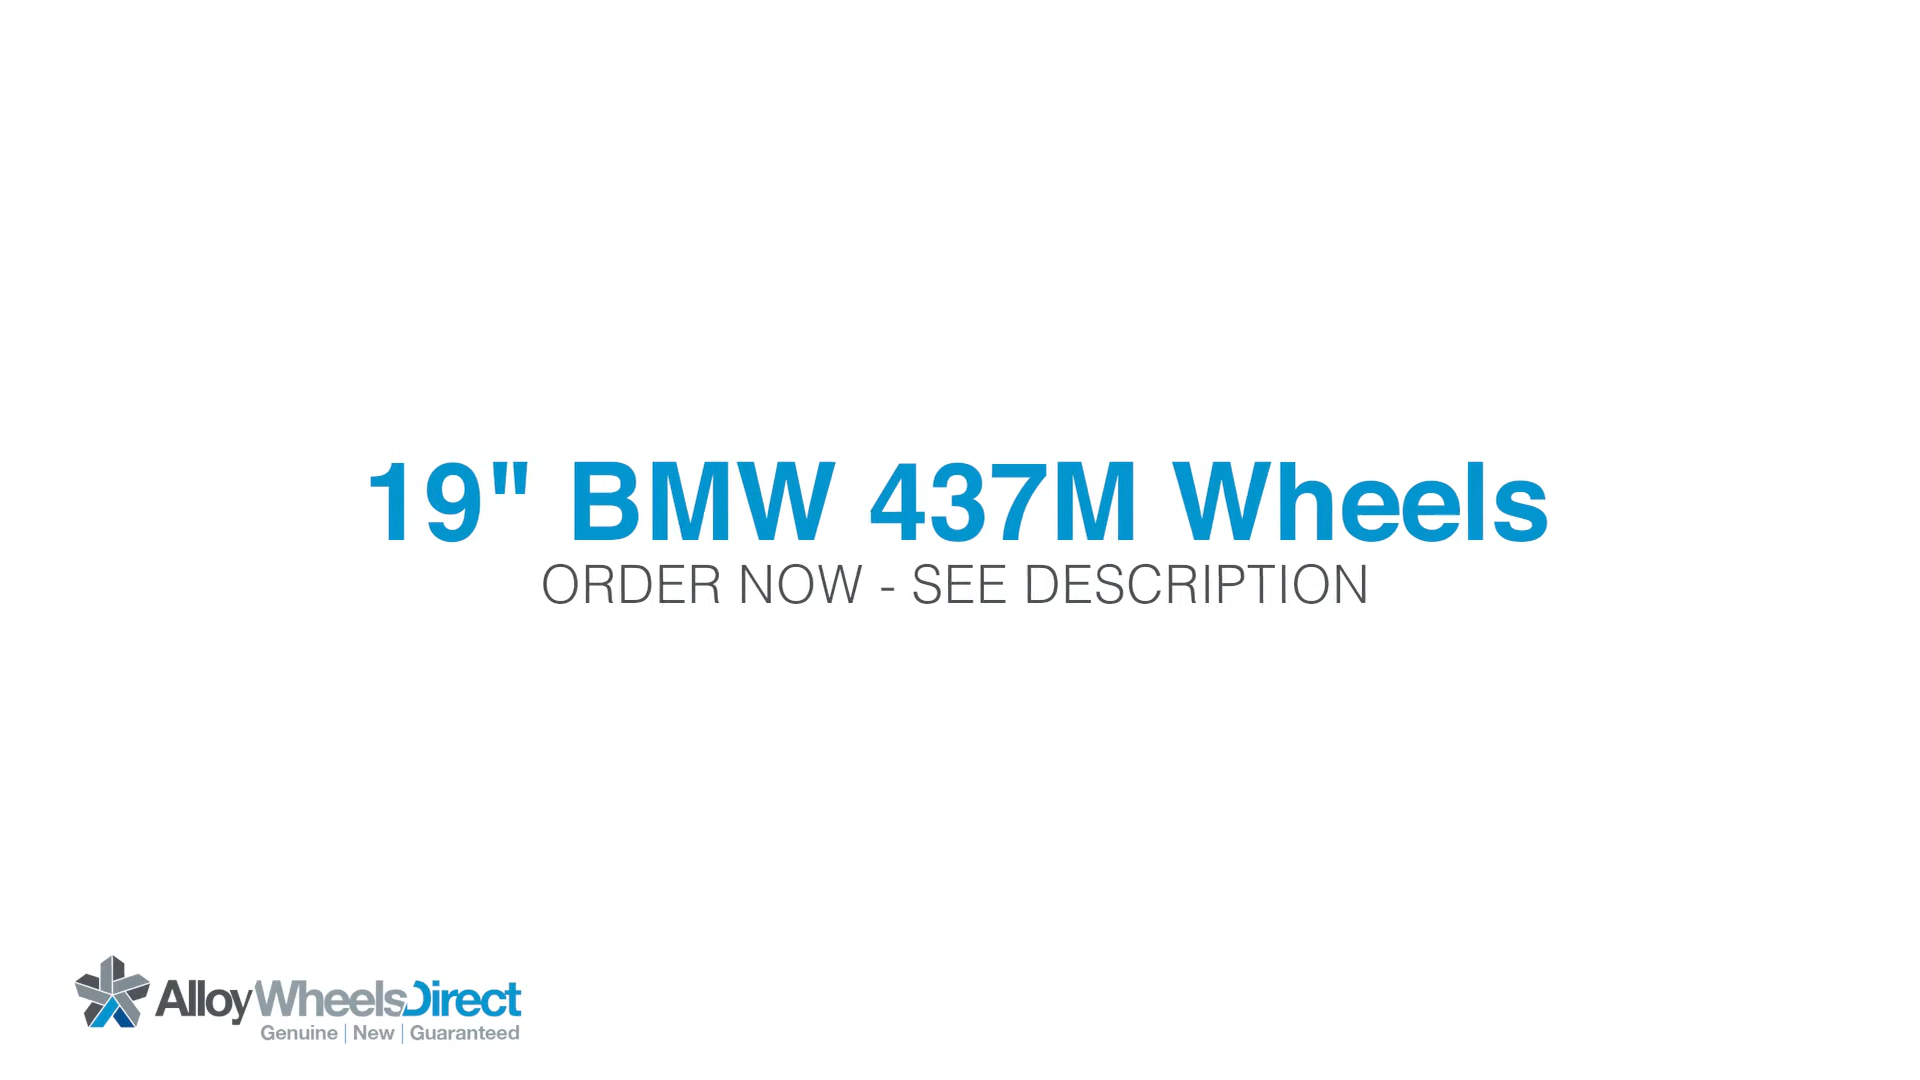 19" BMW 437M Wheels
ORDER NOW - SEE DESCRIPTION
AlloyWheelsDirect
Genuine | New | Guaranteed